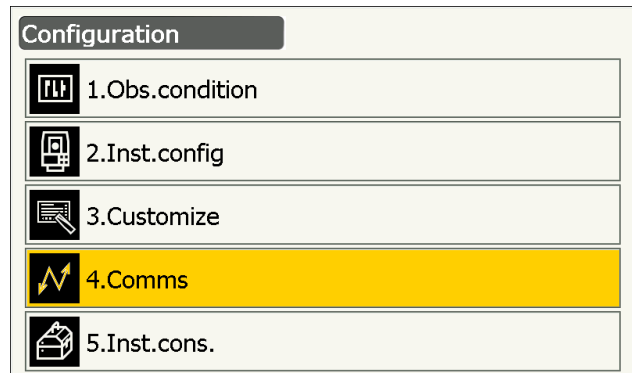 Configuration
1.Obs.condition
2.Inst.config
3.Customize
4.Comms
5.Inst.cons.